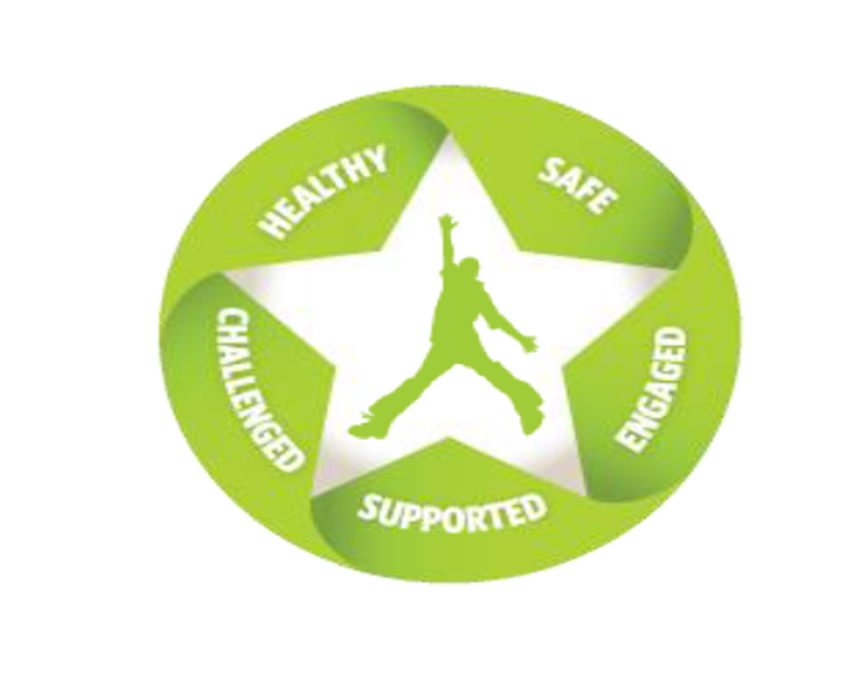 HEALTHY
SAFE
ENGAGED
SUPPORTED
CHALLENGED